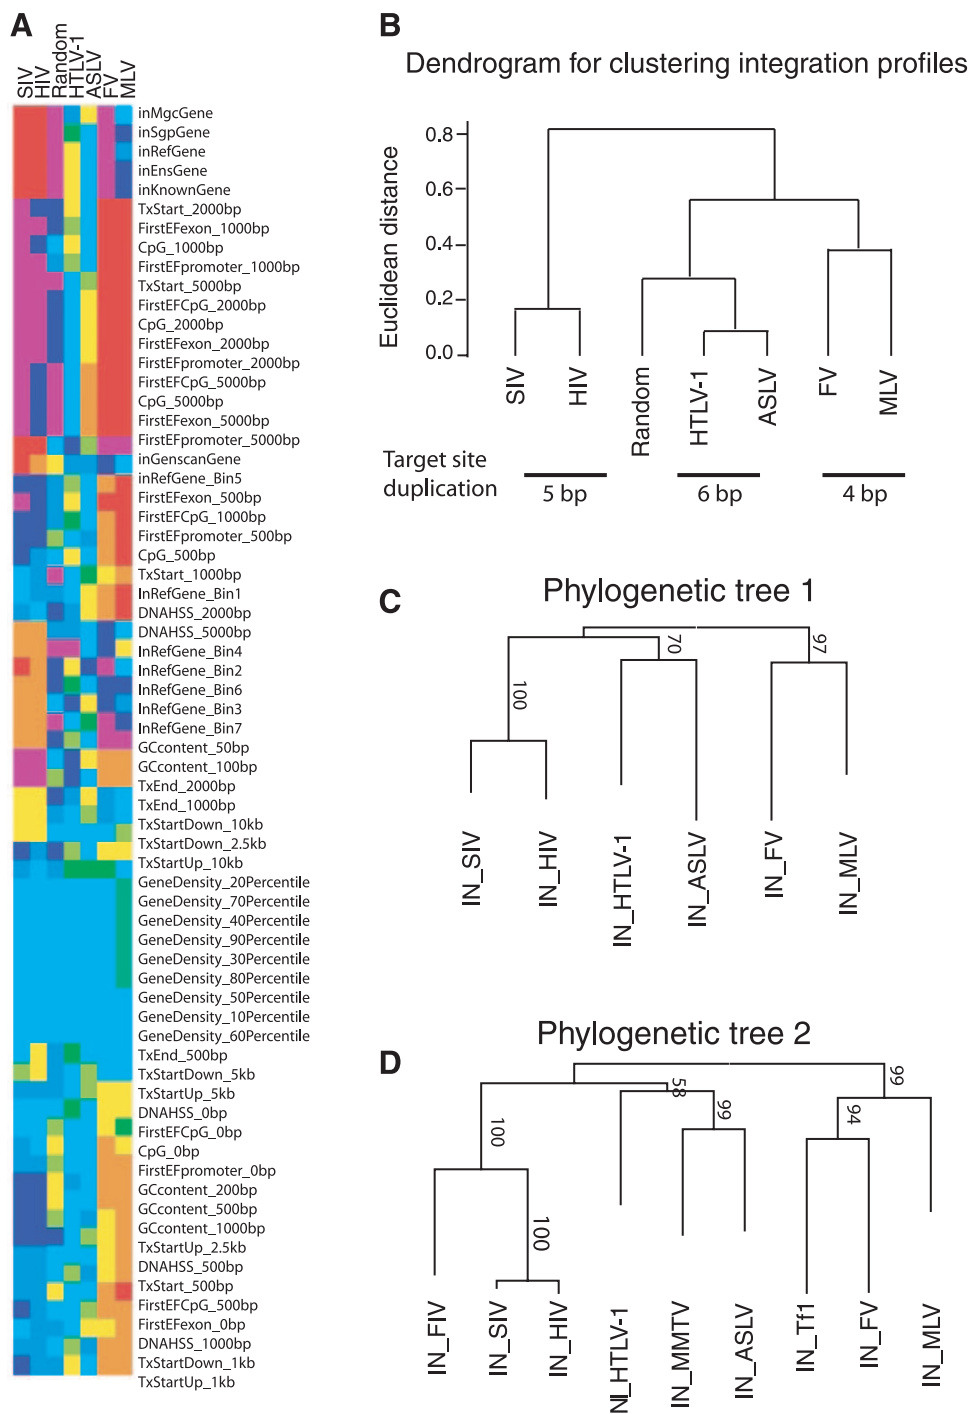 A
SIV
HIV
Random
HTLV-1
ASLV
FV
MLV
inMgcGene
inSgpGene
inRefGene
inEnsGene
inKnownGene
TxStart_2000bp
FirstEFexon_1000bp
CpG_1000bp
FirstEFpromoter_1000bp
TxStart_5000bp
FirstEFCpG_2000bp
CpG_2000bp
FirstEFexon_2000bp
FirstEFpromoter_2000bp
FirstEFCpG_5000bp
CpG_5000bp
FirstEFexon_5000bp
FirstEFpromoter_5000bp
inGenscanGene
inRefGene_Bin5
FirstEFexon_500bp
FirstEFCpG_1000bp
FirstEFpromoter_500bp
CpG_500bp
TxStart_1000bp
InRefGene_Bin1
DNAHSS_2000bp
DNAHSS_5000bp
InRefGene_Bin4
InRefGene_Bin2
InRefGene_Bin6
InRefGene_Bin3
InRefGene_Bin7
GCcontent_50bp
GCcontent_100bp
TxEnd_2000bp
TxEnd_1000bp
TxStartDown_10kb
TxStartDown_2.5kb
TxStartUp_10kb
GeneDensity_20Percentile
GeneDensity_70Percentile
GeneDensity_40Percentile
GeneDensity_90Percentile
GeneDensity_30Percentile
GeneDensity_80Percentile
GeneDensity_50Percentile
GeneDensity_10Percentile
GeneDensity_60Percentile
TxEnd_500bp
TxStartDown_5kb
TxStartUp_5kb
DNAHSS_0bp
FirstEFCpG_0bp
CpG_0bp
FirstEFpromoter_0bp
GCcontent_200bp
GCcontent_500bp
GCcontent_1000bp
TxStartUp_2.5kb
DNAHSS_500bp
TxStart_500bp
FirstEFCpG_500bp
FirstEFexon_0bp
DNAHSS_1000bp
TxStartDown_1kb
TxStartUp_1kb
B
Dendrogram for clustering integration profiles
Euclidean distance
0.8
0.6
0.4
0.2
0.0
SIV
HIV
Random
HTLV-1
ASLV
FV
MLV
Target site
duplication
5 bp
6 bp
4 bp
C
Phylogenetic tree 1
70
97
100
IN_SIV
IN_HIV
IN_HTLV-1
IN_ASLV
IN_FV
IN_MLV
D
Phylogenetic tree 2
58
99
99
94
100
100
IN_FIV
IN_SIV
IN_HIV
NI_HTLV-1
IN_MMTV
IN_ASLV
IN_Tf1
IN_FV
IN_MLV